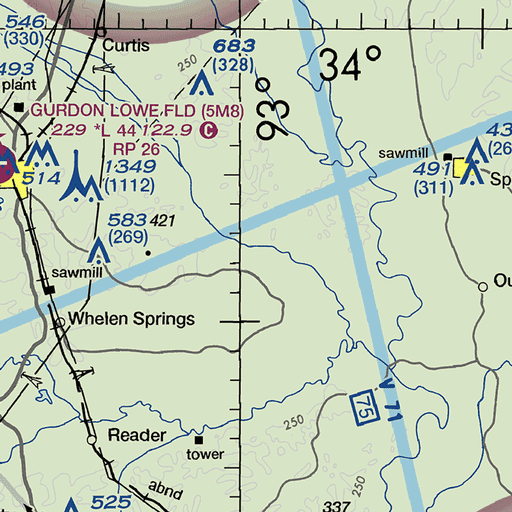 546
(330)
Curtis
683
(328)
250
34°
93°
493
plant
GURDON LOWE FLD (5M8)
229 *L 44 122.9 C
RP 26
514
1349
(1112)
583
(269)
421
sawmill
491
(311)
sawmill
Whelen Springs
75
V 71
250
Reader
tower
abnd
525
337
250